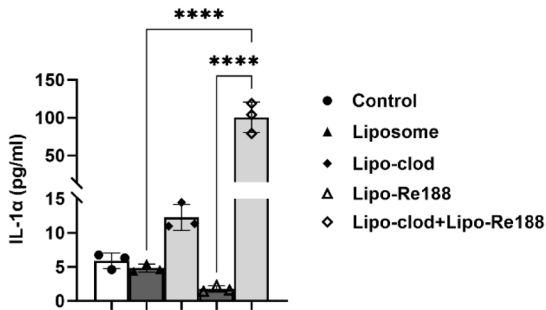 ****
****
150
100
50
15
10
5
0
IL-1α (pg/ml)
Control
Liposome
Lipo-clod
Lipo-Re188
Lipo-clod+Lipo-Re188